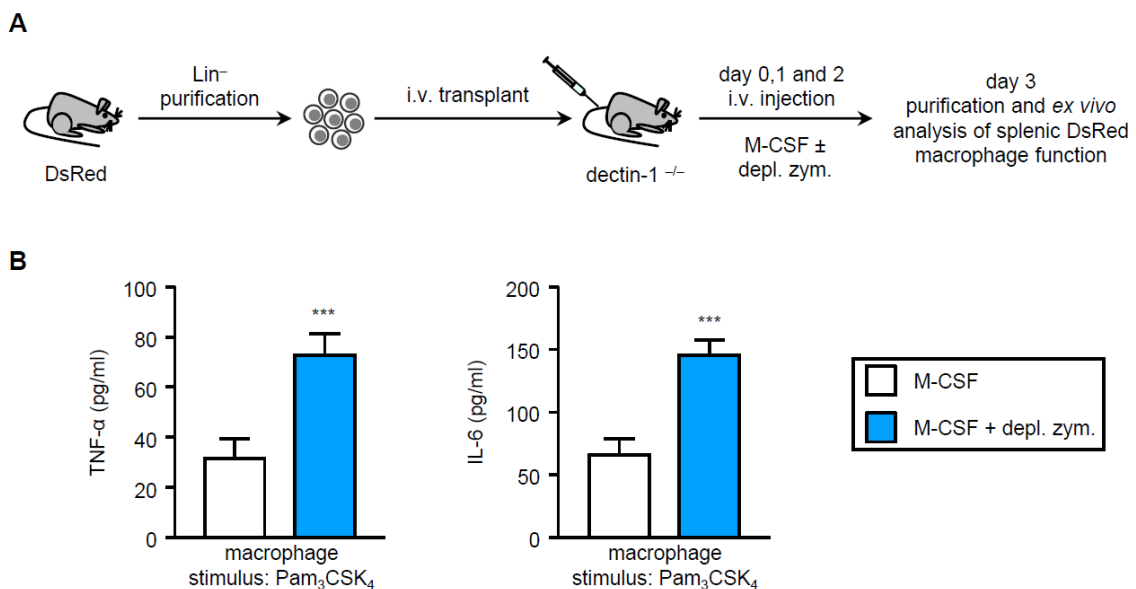 A
Lin–
purification
i.v. transplant
day 0,1 and 2
i.v. injection
M-CSF ±
depl. zym.
day 3
purification and ex vivo
analysis of splenic DsRed
macrophage function
DsRed
dectin-1 –/–
B
100
80
60
40
20
0
TNF-α (pg/ml)
***
macrophage
stimulus: Pam₃CSK₄
200
150
100
50
0
IL-6 (pg/ml)
***
macrophage
stimulus: Pam₃CSK₄
M-CSF
M-CSF + depl. zym.